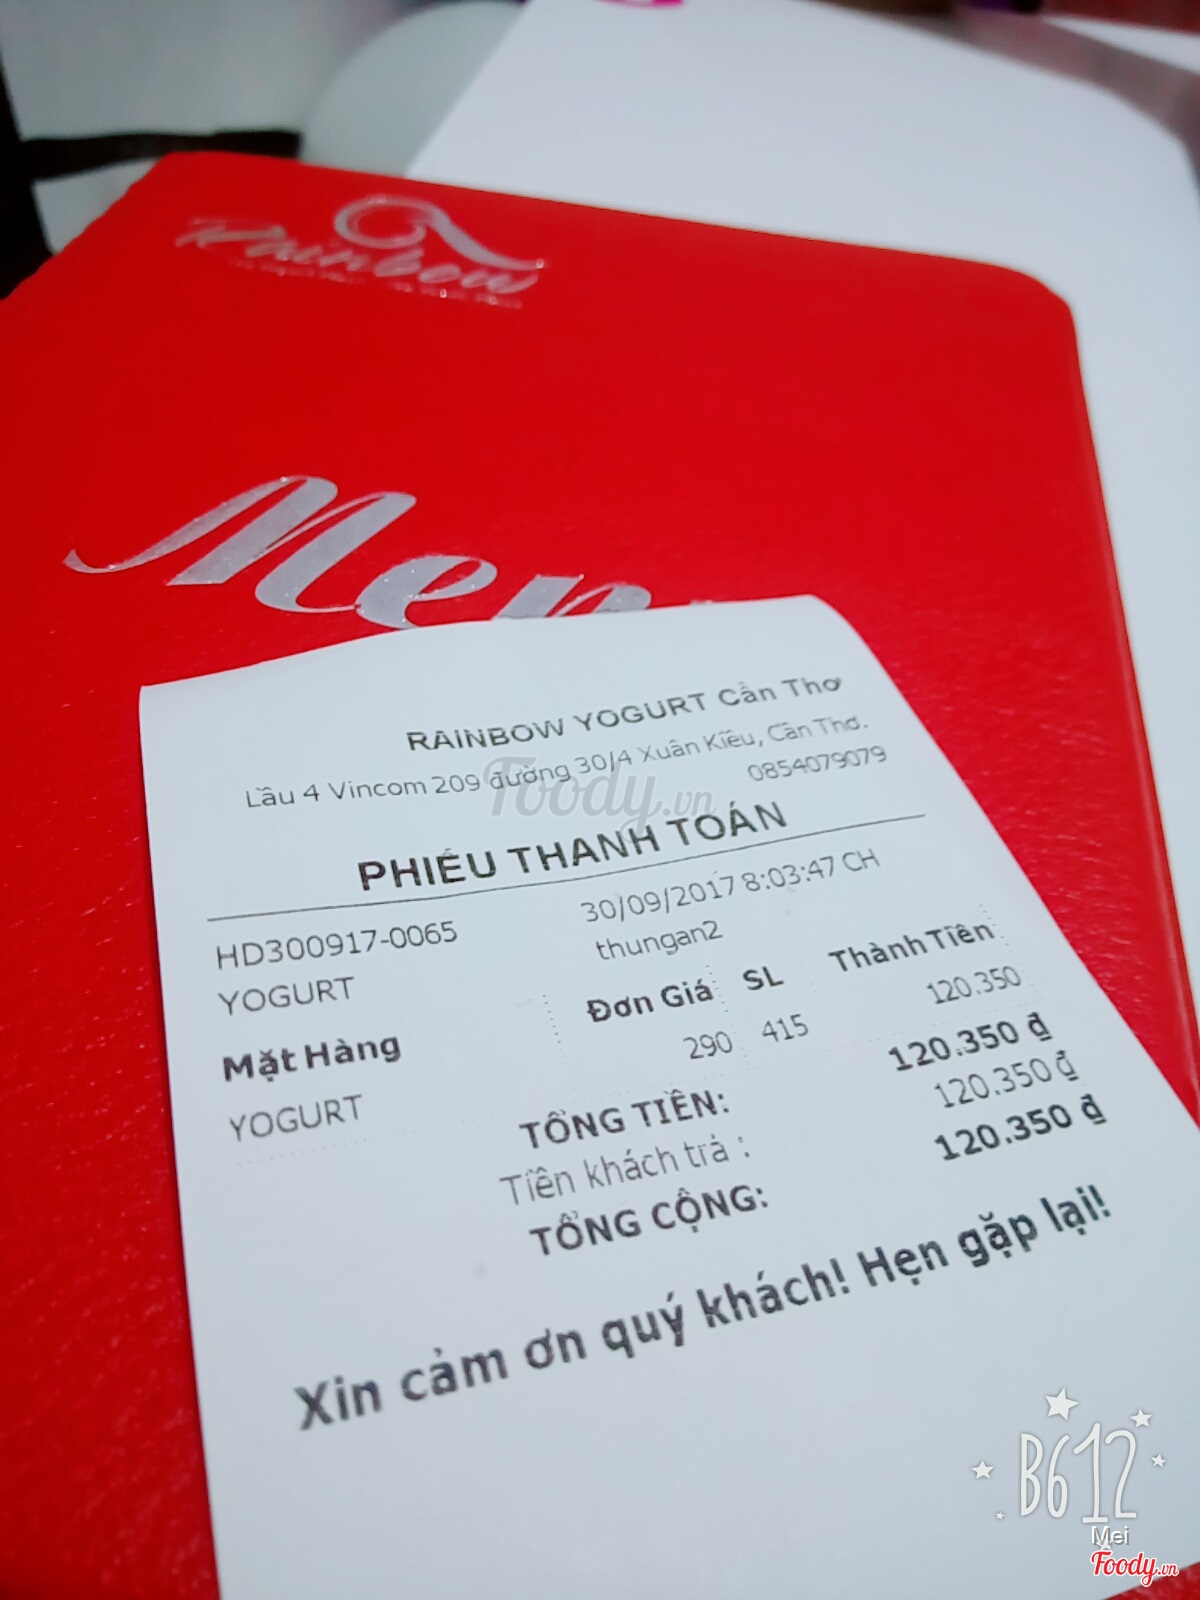 Rainbow
Men
RAINBOW YOGURT Cần Thơ
Lầu 4 Vincom 209 đường 30/4 Xuân Kiều, Cần Thơ.
0854079079
PHIẾU THANH TOÁN
HD300917-0065 30/09/2017 8:03:47 CH
YOGURT thungan2
Mặt Hàng Đơn Giá SL Thành Tiền
YOGURT 290 415 120.350
TỔNG TIỀN: 120.350 ₫
Tiền khách trả : 120.350 ₫
TỔNG CỘNG: 120.350 ₫
Xin cảm ơn quý khách! Hẹn gặp lại!
Foody.vn
B612
Mei
Foody.vn